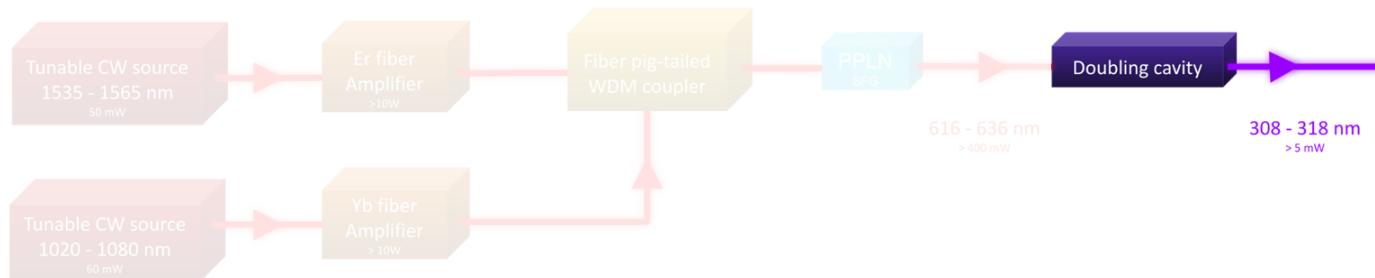 Tunable CW source
1535 - 1565 nm
50 mW
Er fiber
Amplifier
>10W
Fiber pig-tailed
WDM coupler
PPLN
SFG
Doubling cavity
616 - 636 nm
> 400 mW
308 - 318 nm
> 5 mW
Tunable CW source
1020 - 1080 nm
60 mW
Yb fiber
Amplifier
> 10W